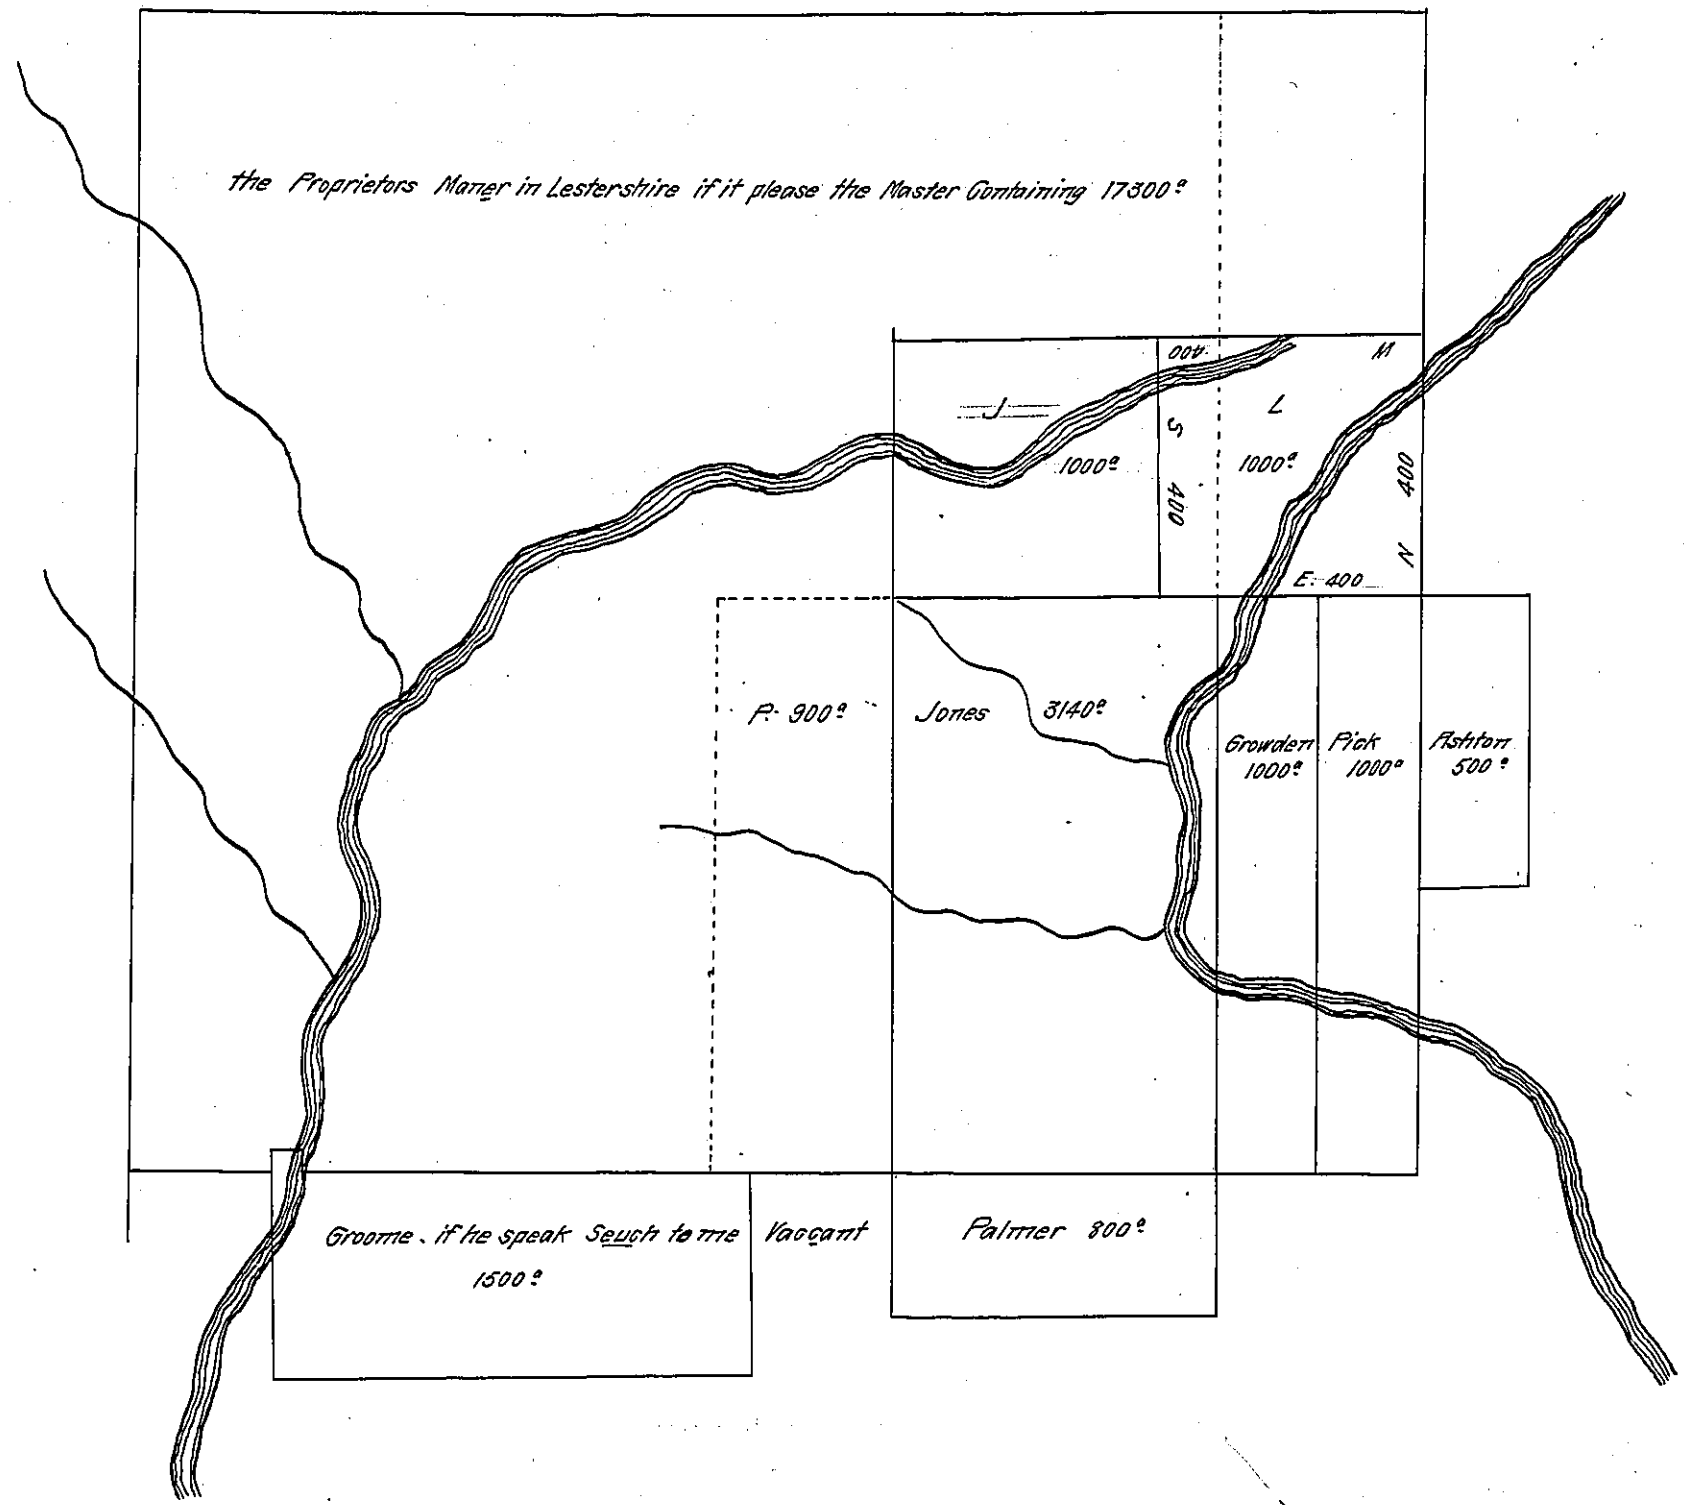 the Proprietors Maner in Lestershire if it please the Master Containing 17300a
400
W
J
L
S
1000a
1000a
400
400
N
E. 400
P. 900a
Jones 3140a
Growden
1000a
Pick
1000a
Ashton
500a
Groome. if he speak Seuch to me
1500a
Vaccant
Palmer 800a